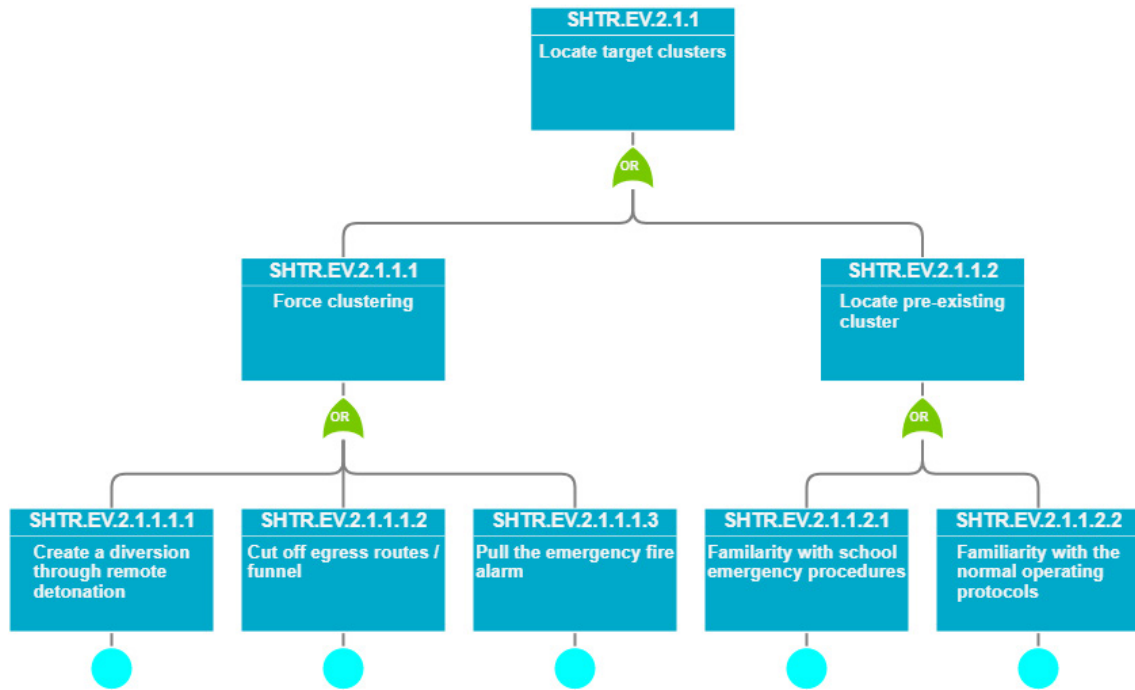 SHTR.EV.2.1.1
Locate target clusters
OR
SHTR.EV.2.1.1.1
Force clustering
SHTR.EV.2.1.1.2
Locate pre-existing
cluster
OR
OR
SHTR.EV.2.1.1.1.1
Create a diversion
through remote
detonation
SHTR.EV.2.1.1.1.2
Cut off egress routes /
funnel
SHTR.EV.2.1.1.1.3
Pull the emergency fire
alarm
SHTR.EV.2.1.1.2.1
Familarity with school
emergency procedures
SHTR.EV.2.1.1.2.2
Familiarity with the
normal operating
protocols